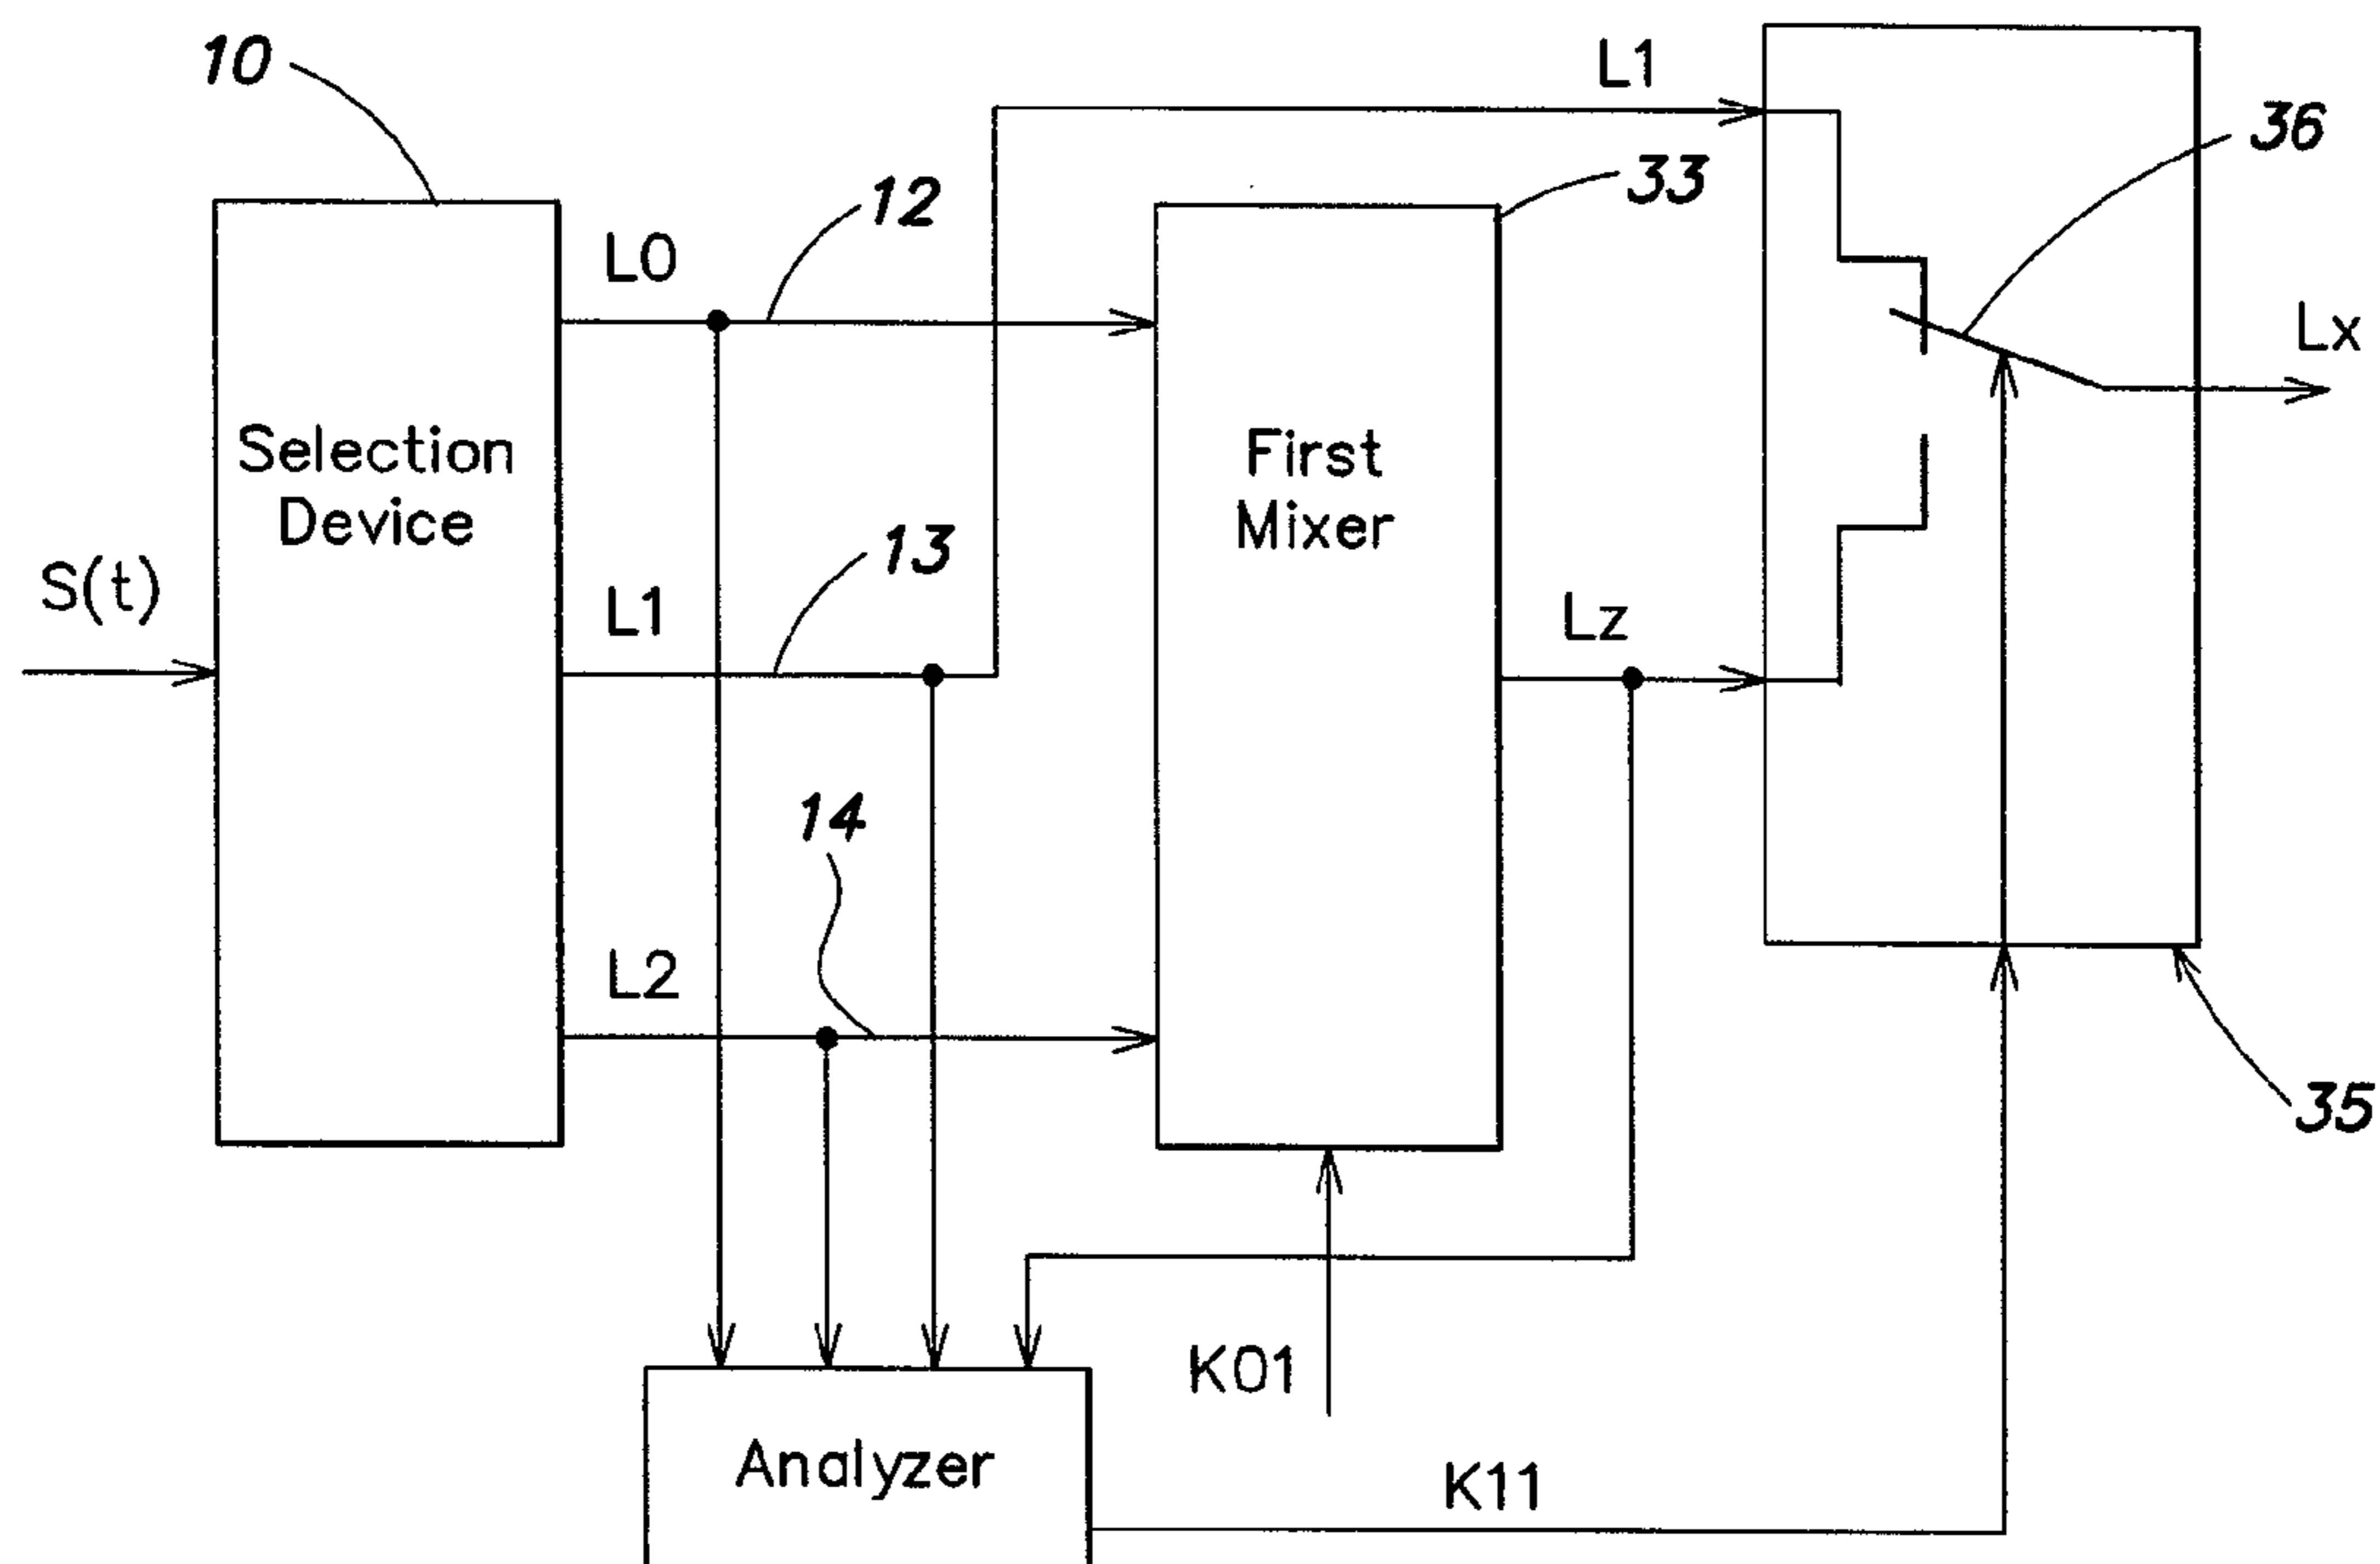 10
L1
36
33
12
L0
Lx
Selection
Device
First
Mixer
13
S(t)
L1
Lz
14
L2
35
K01
Analyzer
K11